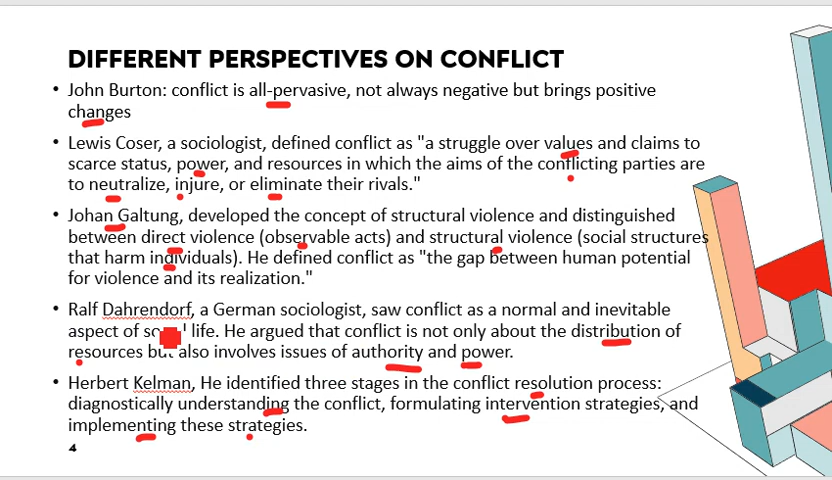 DIFFERENT PERSPECTIVES ON CONFLICT
• John Burton: conflict is all-pervasive, not always negative but brings positive
changes
• Lewis Coser, a sociologist, defined conflict as "a struggle over values and claims to
scarce status, power, and resources in which the aims of the conflicting parties are
to neutralize, injure, or eliminate their rivals."
• Johan Galtung, developed the concept of structural violence and distinguished
between direct violence (observable acts) and structural violence (social structures
that harm individuals). He defined conflict as "the gap between human potential
for violence and its realization."
• Ralf Dahrendorf, a German sociologist, saw conflict as a normal and inevitable
aspect of life. He argued that conflict is not only about the distribution of
resources but also involves issues of authority and power.
• Herbert Kelman, He identified three stages in the conflict resolution process:
diagnostically understanding the conflict, formulating intervention strategies, and
implementing these strategies.
4